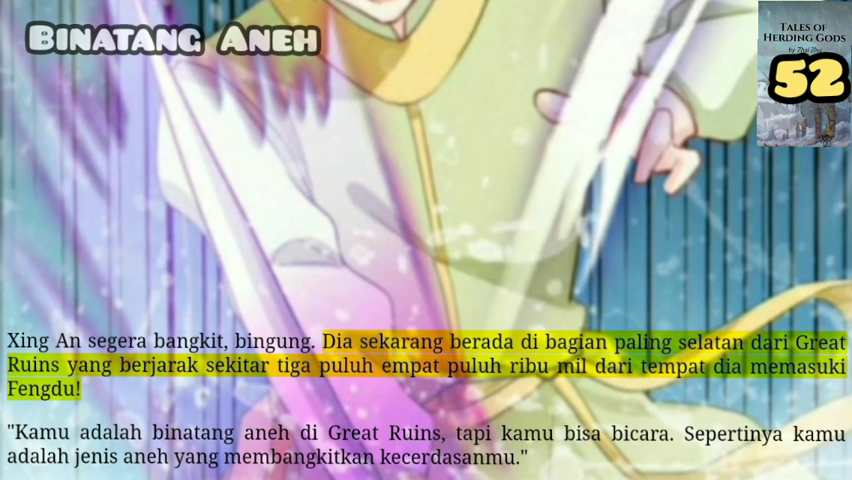 Binatang Aneh
Tales of
Herding Gods
by Zhai Zhu
52
Xing An segera bangkit, bingung. Dia sekarang berada di bagian paling selatan dari Great
Ruins yang berjarak sekitar tiga puluh empat puluh ribu mil dari tempat dia memasuki
Fengdu!
"Kamu adalah binatang aneh di Great Ruins, tapi kamu bisa bicara. Sepertinya kamu
adalah jenis aneh yang membangkitkan kecerdasanmu."